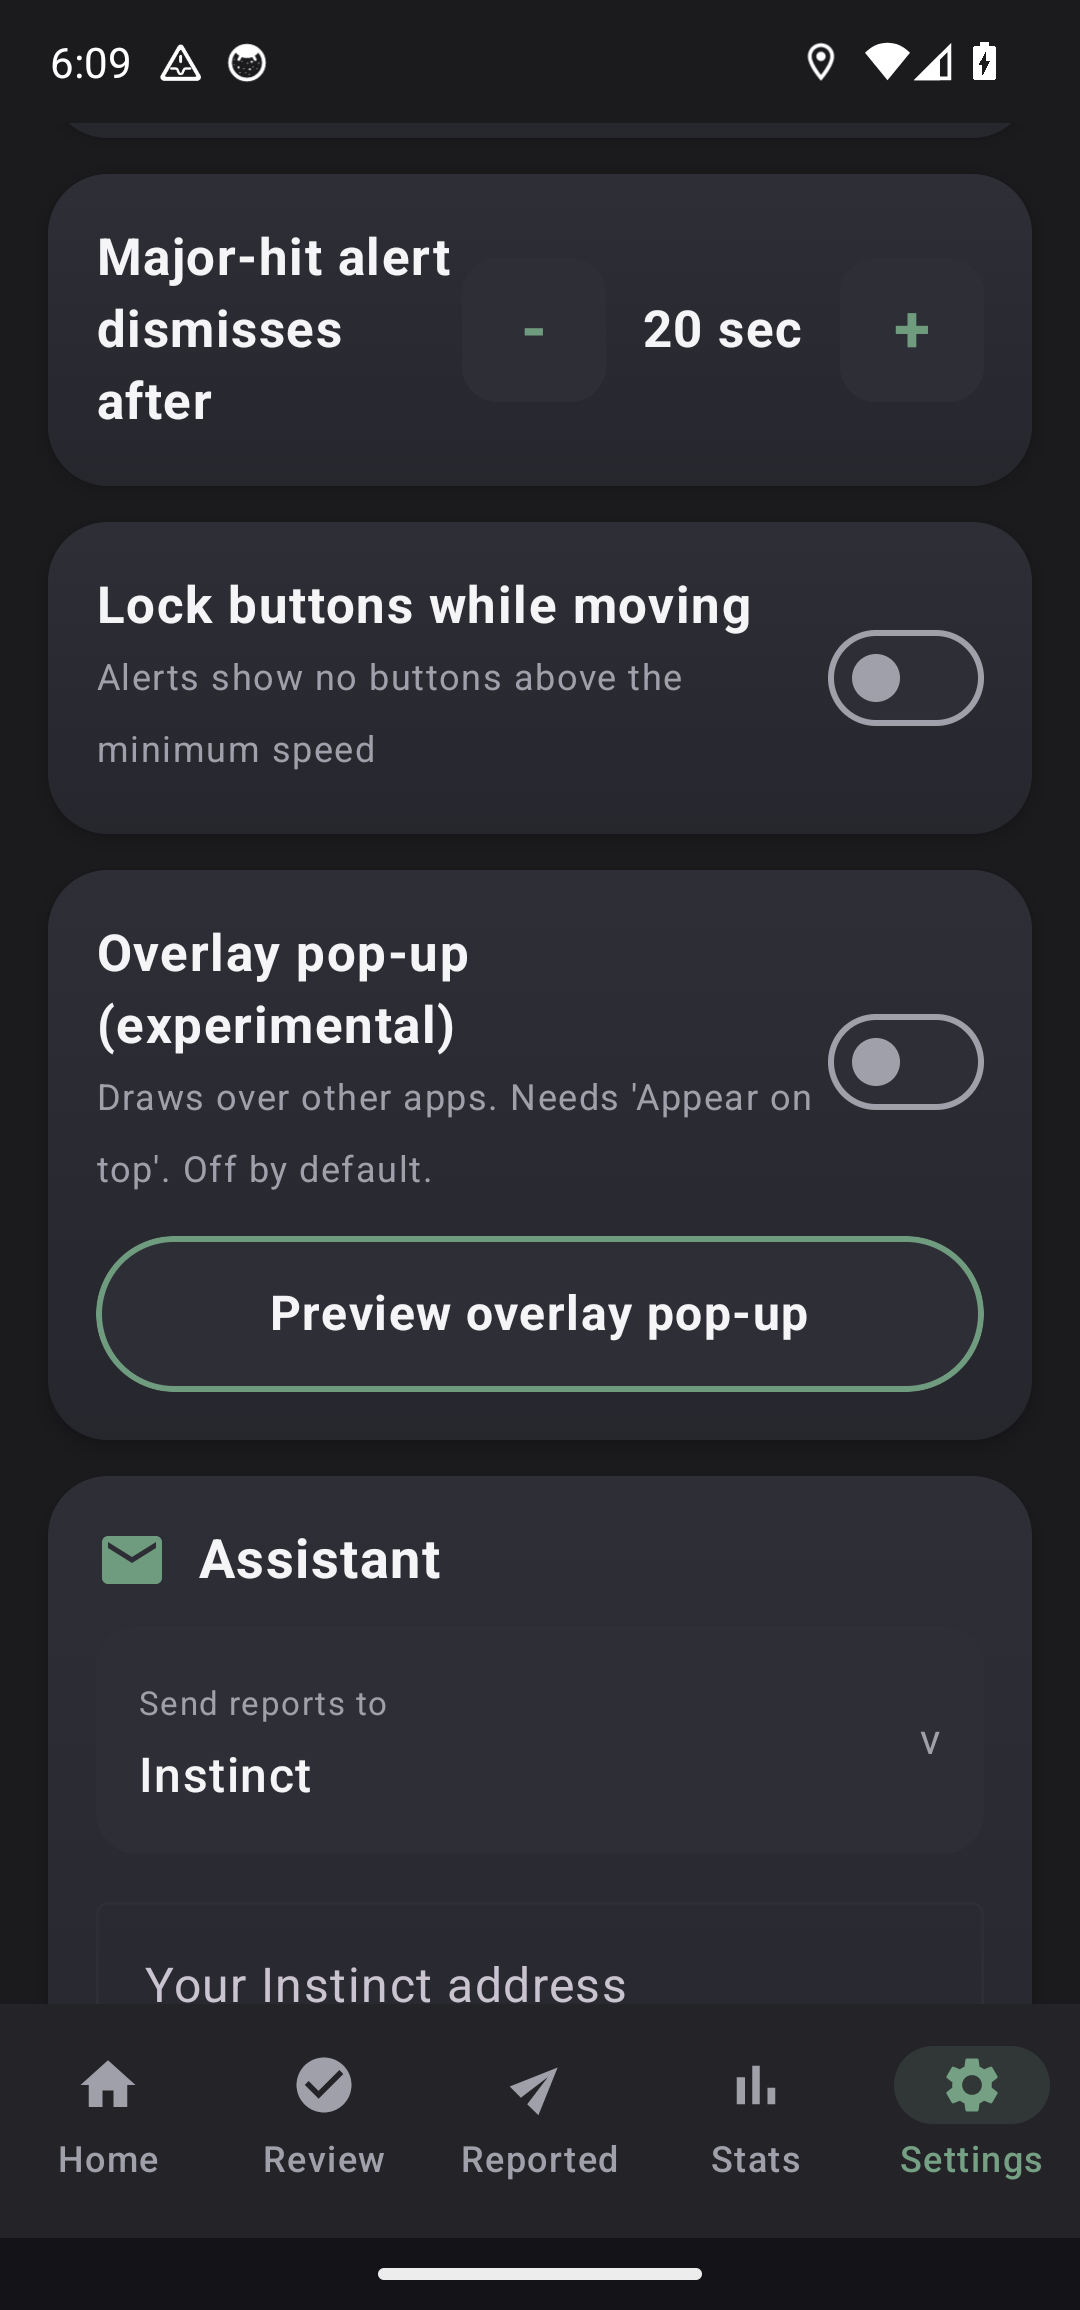 6:09
Major-hit alert
dismisses
after
- 20 sec +
Lock buttons while moving
Alerts show no buttons above the
minimum speed
Overlay pop-up
(experimental)
Draws over other apps. Needs 'Appear on
top'. Off by default.
Preview overlay pop-up
Assistant
Send reports to
Instinct
v
Your Instinct address
Home Review Reported Stats Settings